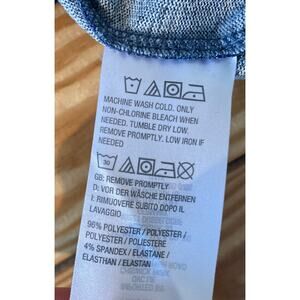 MACHINE WASH COLD. ONLY
NON-CHLORINE BLEACH WHEN
NEEDED. TUMBLE DRY LOW.
REMOVE PROMPTLY. LOW IRON IF
NEEDED
30
GB: REMOVE PROMPTLY
D: VOR DER WÄSCHE ENTFERNEN
I: RIMUOVERE SUBITO DOPO IL
LAVAGGIO
96% POLYESTER / POLYESTER /
POLYESTER / POLIESTERE
4% SPANDEX / ELASTANE /
ELASTHAN / ELASTAN